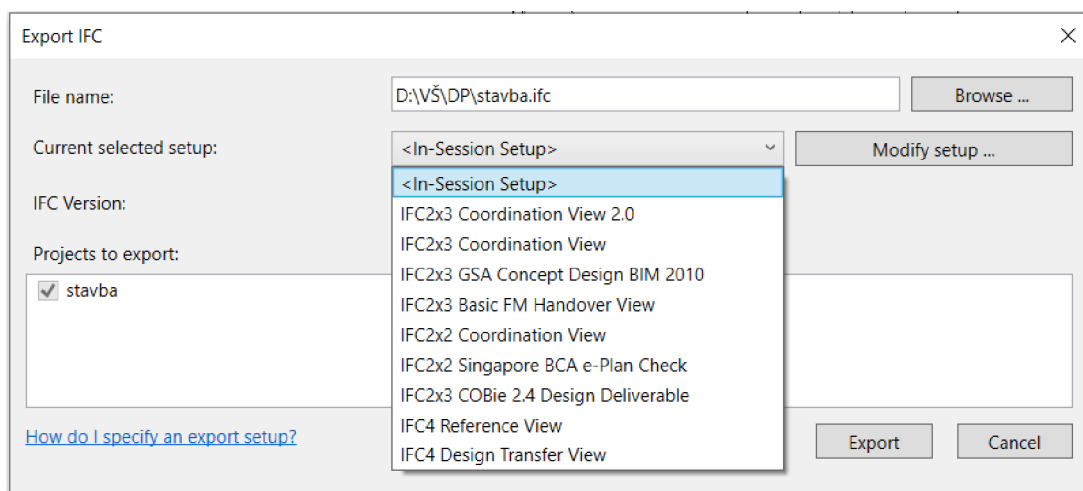 Export IFC
File name:
D:\VŠ\DP\stavba.ifc
Browse ...
Current selected setup:
<In-Session Setup>
Modify setup ...
<In-Session Setup>
IFC2x3 Coordination View 2.0
IFC Version:
IFC2x3 Coordination View
Projects to export:
IFC2x3 GSA Concept Design BIM 2010
stavba
IFC2x3 Basic FM Handover View
IFC2x2 Coordination View
IFC2x2 Singapore BCA e-Plan Check
IFC2x3 COBie 2.4 Design Deliverable
IFC4 Reference View
IFC4 Design Transfer View
How do I specify an export setup?
Export
Cancel